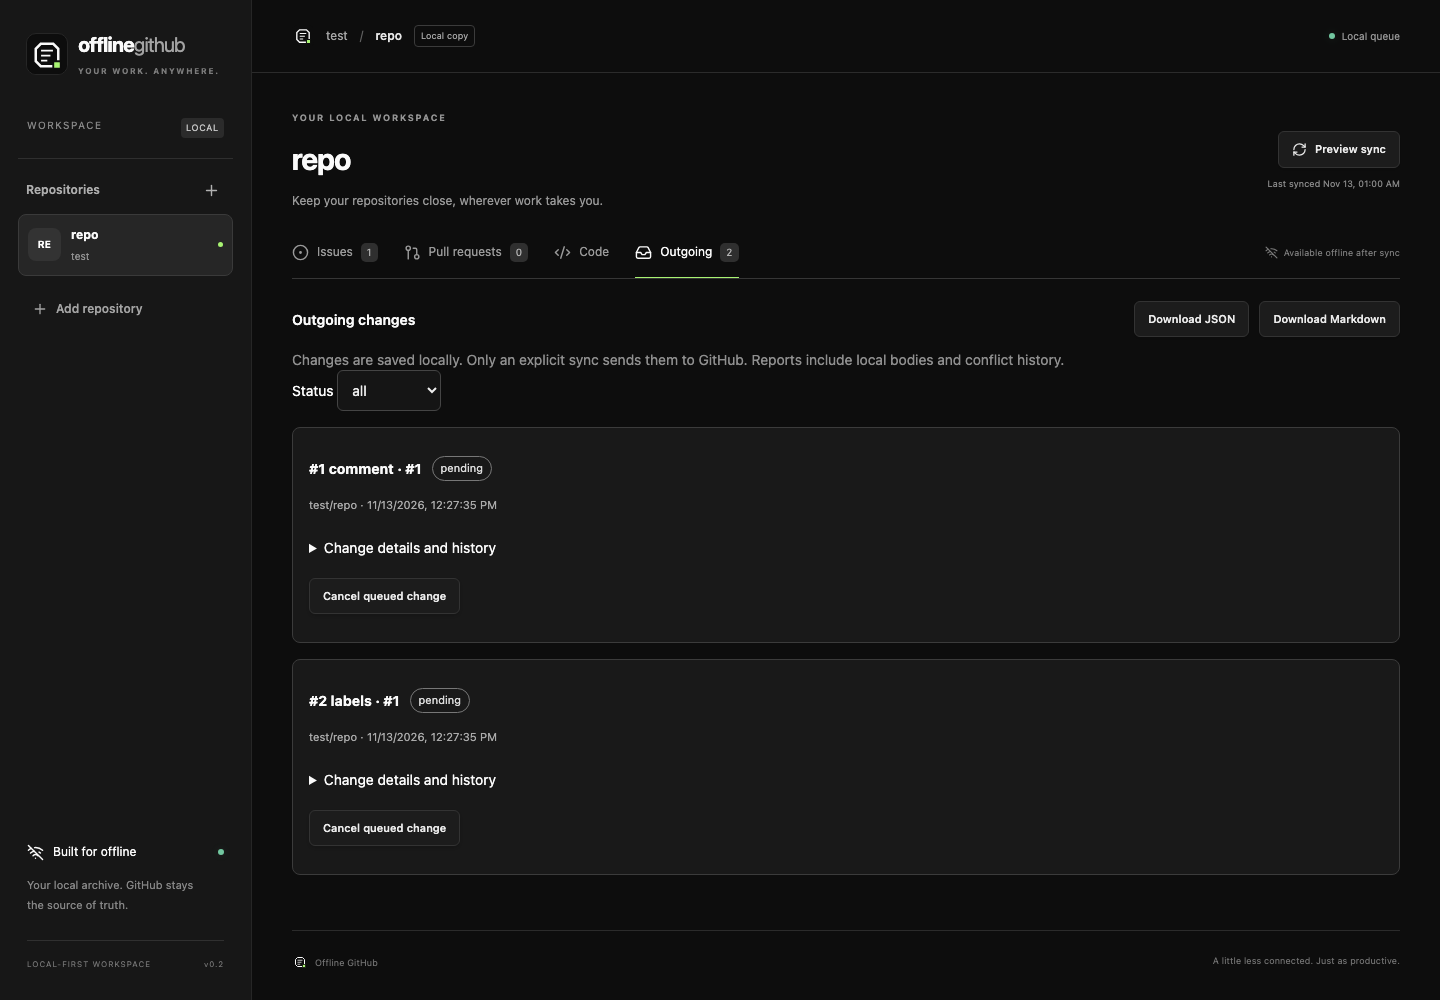 offlinegithub
YOUR WORK. ANYWHERE.
WORKSPACE LOCAL
Repositories
RE repo
test
Add repository
Built for offline
Your local archive. GitHub stays
the source of truth.
LOCAL-FIRST WORKSPACE v0.2
test / repo Local copy
Local queue
YOUR LOCAL WORKSPACE
repo
Keep your repositories close, wherever work takes you.
Preview sync
Last synced Nov 13, 01:00 AM
Issues 1 Pull requests 0 Code Outgoing 2
Available offline after sync
Outgoing changes
Download JSON Download Markdown
Changes are saved locally. Only an explicit sync sends them to GitHub. Reports include local bodies and conflict history.
Status all
#1 comment · #1 pending
test/repo · 11/13/2026, 12:27:35 PM
Change details and history
Cancel queued change
#2 labels · #1 pending
test/repo · 11/13/2026, 12:27:35 PM
Change details and history
Cancel queued change
Offline GitHub
A little less connected. Just as productive.